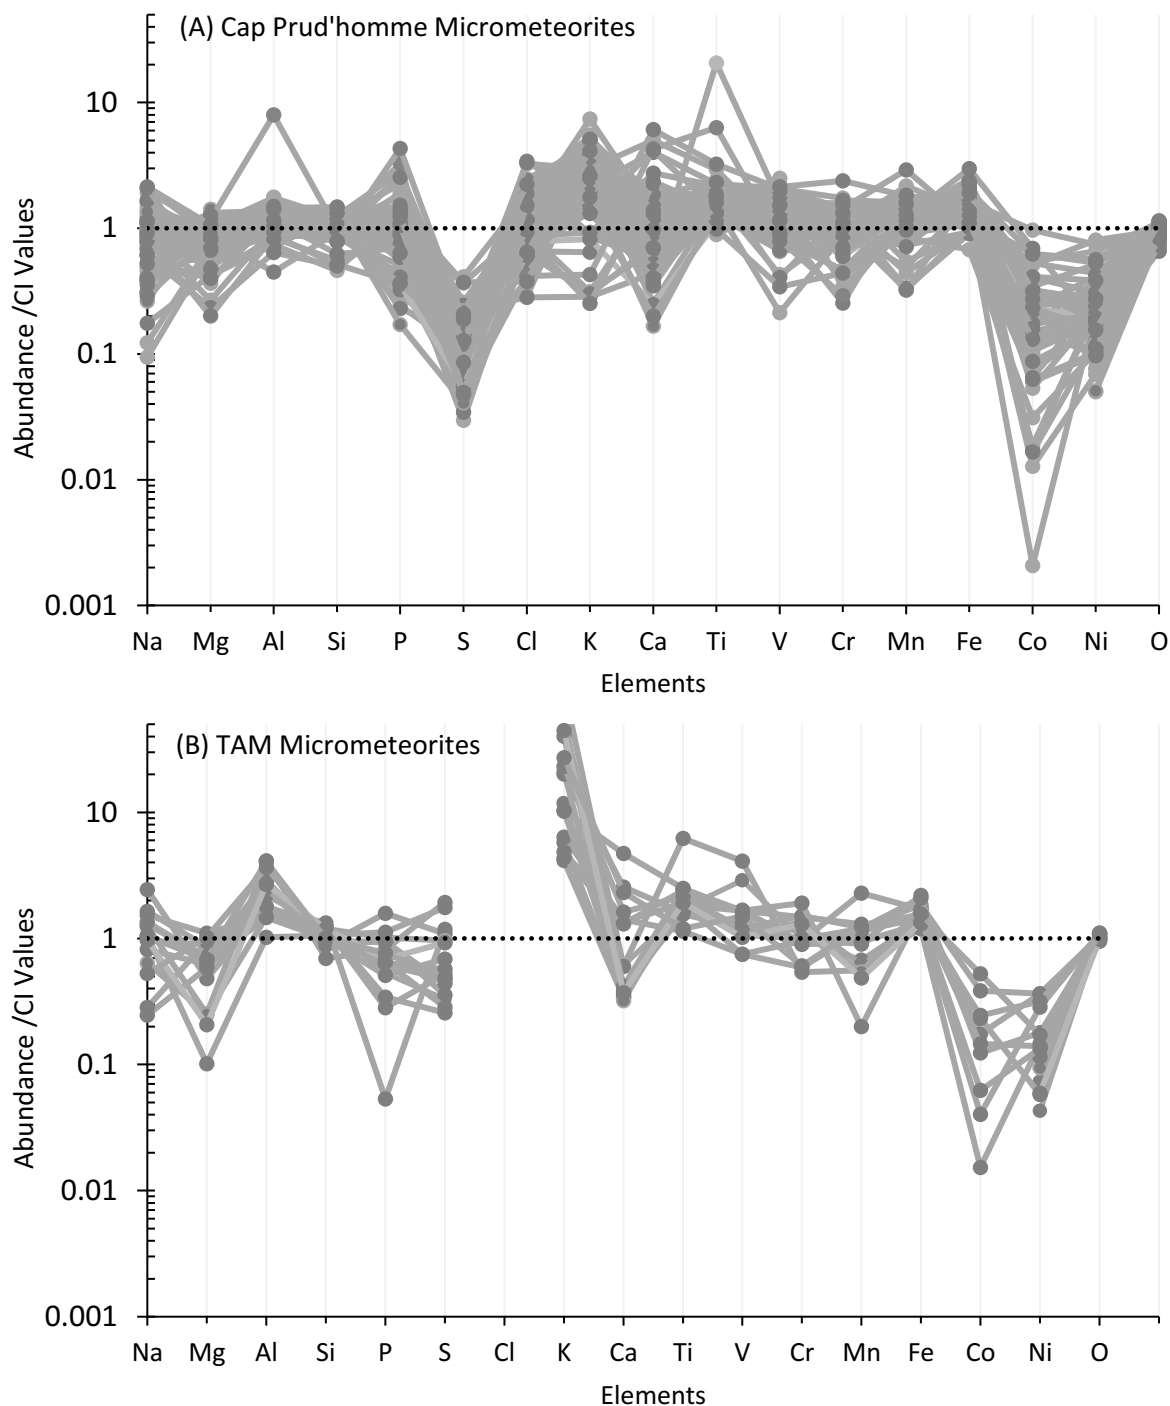 (A) Cap Prud'homme Micrometeorites
10
1
0.1
0.01
0.001
Abundance /CI Values
Na Mg Al Si P S Cl K Ca Ti V Cr Mn Fe Co Ni O
Elements
(B) TAM Micrometeorites
10
1
0.1
0.01
0.001
Abundance /CI Values
Na Mg Al Si P S Cl K Ca Ti V Cr Mn Fe Co Ni O
Elements